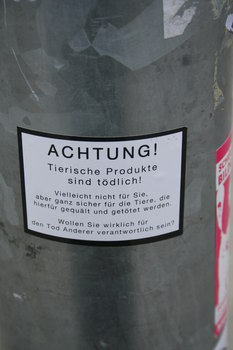 ACHTUNG!
Tierische Produkte
sind tödlich!
Vielleicht nicht für Sie,
aber ganz sicher für die Tiere, die
hierfür gequält und getötet werden.
Wollen Sie wirklich für
den Tod Anderer verantwortlich sein?